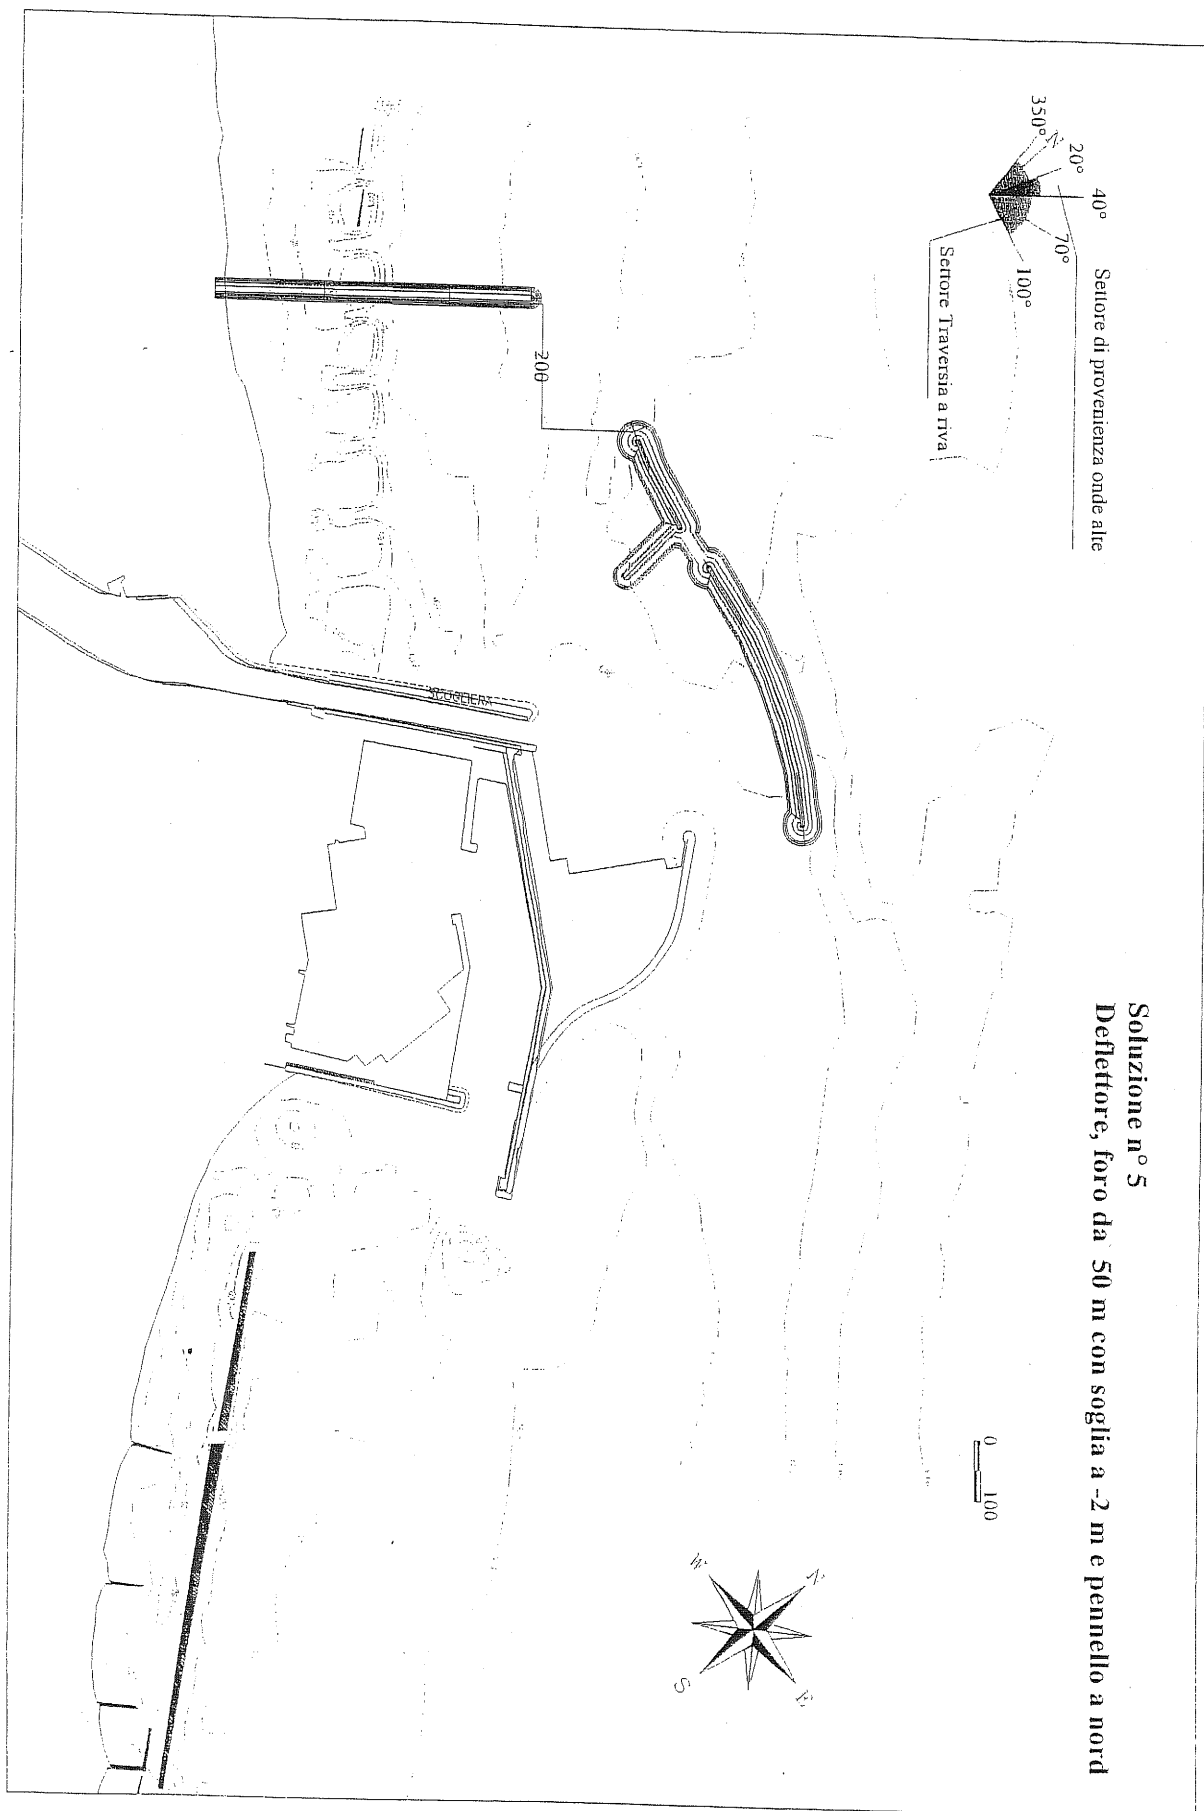 Soluzione n° 5
Deflettore, foro da 50 m con soglia a -2 m e pennello a nord
350°
N
20°
40°
70°
100°
Settore di provenienza onde alte
Settore Traversia a riva
200
SCOGLIERA
0 100
N
E
S
W